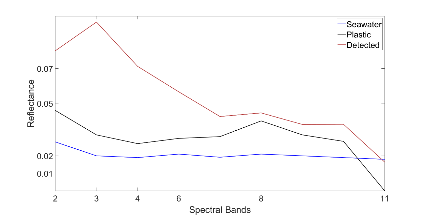 Seawater
Plastic
Detected
0.07
0.05
0.02
0.01
Reflectance
2 3 4 6 8 11
Spectral Bands